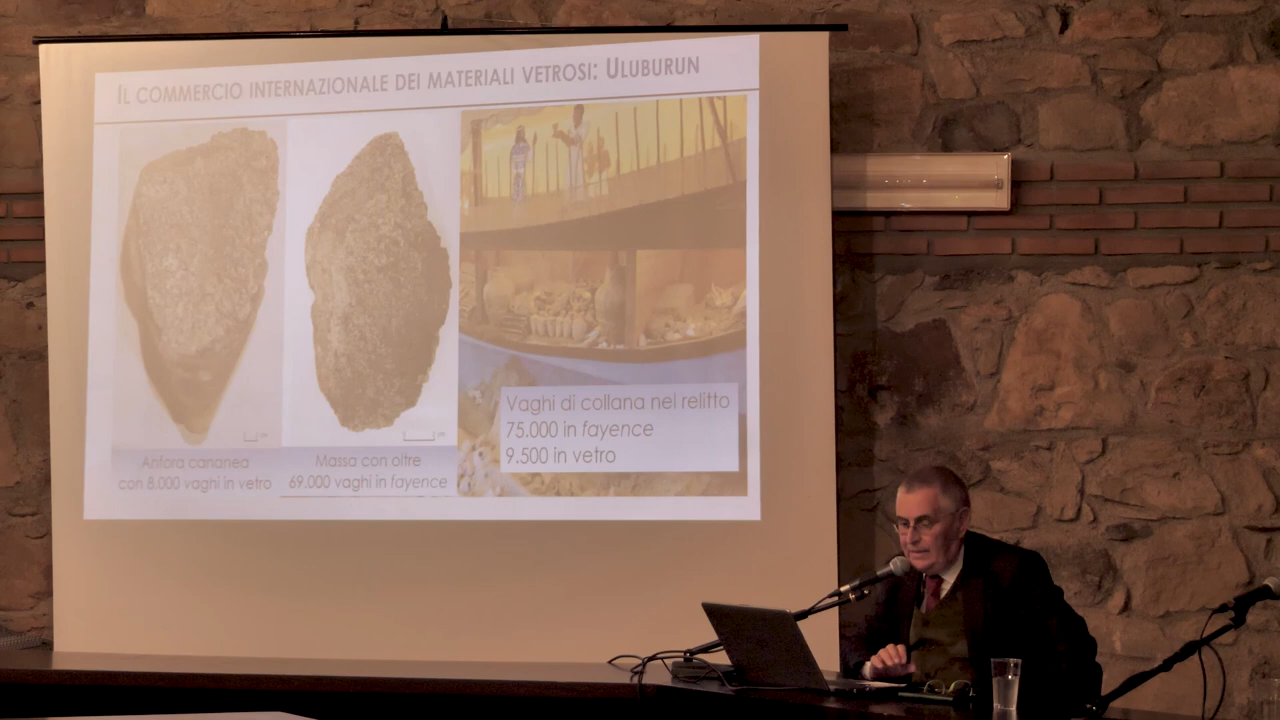 IL COMMERCIO INTERNAZIONALE DEI MATERIALI VETROSI: ULUBURUN
Anfora cananea
con 8.000 vaghi in vetro
Massa con oltre
69.000 vaghi in fayence
Vaghi di collana nel relitto
75.000 in fayence
9.500 in vetro